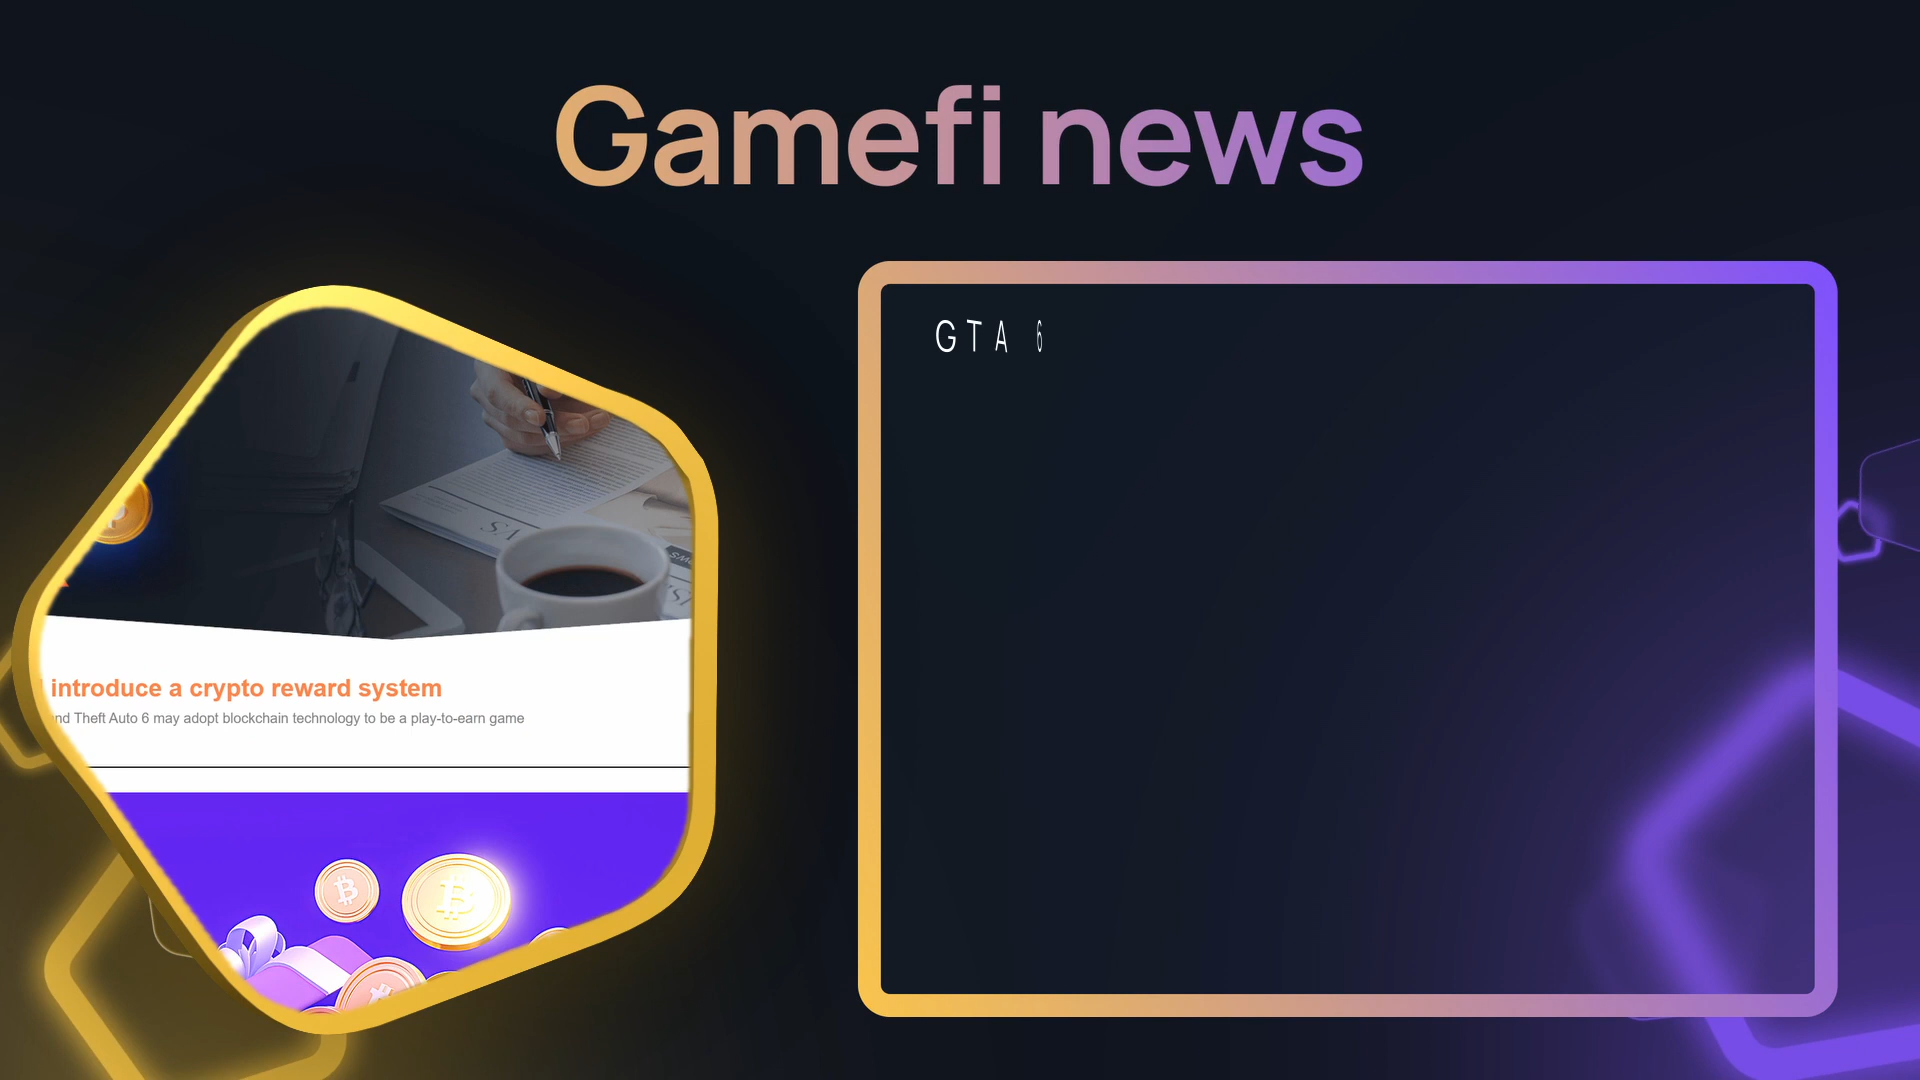 Gamefi news
GTA 6
introduce a crypto reward system
Theft Auto 6 may adopt blockchain technology to be a play-to-earn game